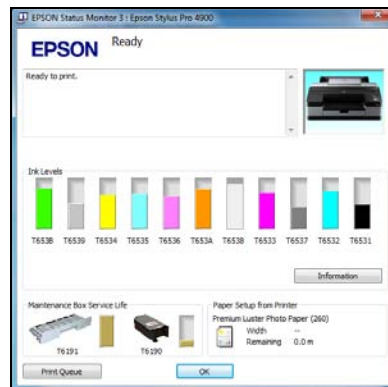 EPSON Status Monitor 3 : Epson Stylus Pro 4900
EPSON
Ready
Ready to print.
Ink Levels
T653B T6539 T6534 T6535 T6536 T653A T6538 T6533 T6537 T6532 T6531
Information
Maintenance Box Service Life
T6191 T6190
Paper Setup from Printer
Premium Luster Photo Paper (260)
Width --
Remaining 0.0 m
Print Queue
OK